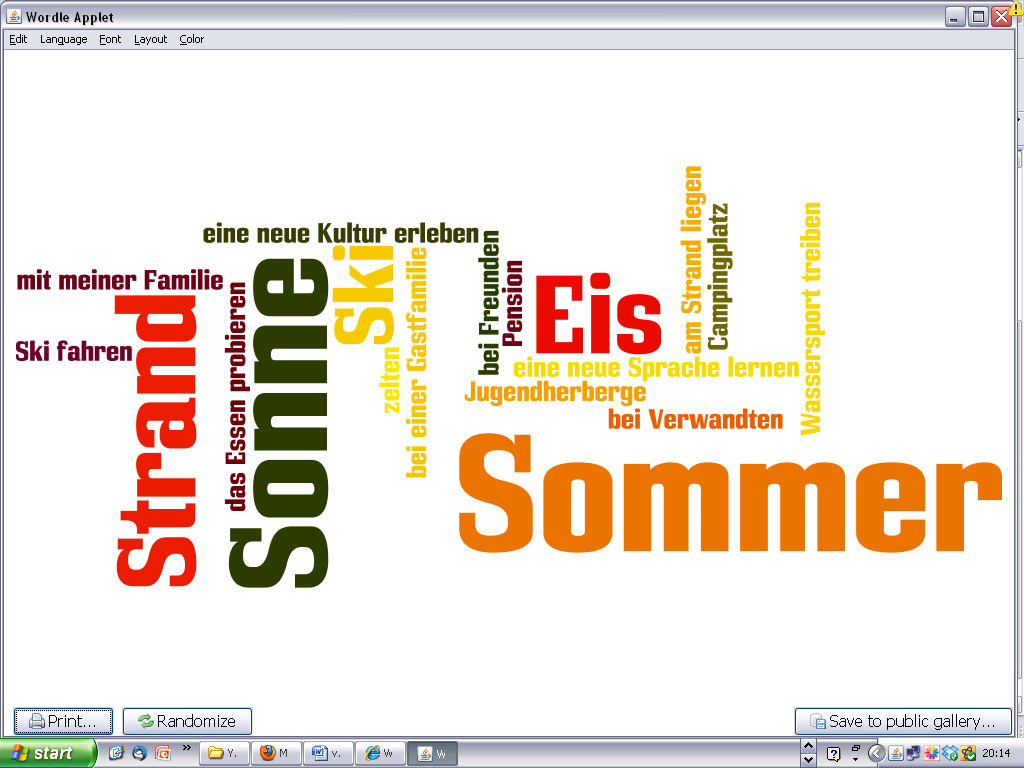 Wordle Applet
Edit Language Font Layout Color
am Strand liegen
Campingplatz
Wassersport treiben
eine neue Kultur erleben
bei Freunden
Pension
Ski
bei einer Gastfamilie
mit meiner Familie
Eis
das Essen probieren
Sonne
Strand
Ski fahren
zelten
eine neue Sprache lernen
Jugendherberge
bei Verwandten
Sommer
Print...
Randomize
Save to public gallery...
start
»
Y.
M
v.
W
W
20:14